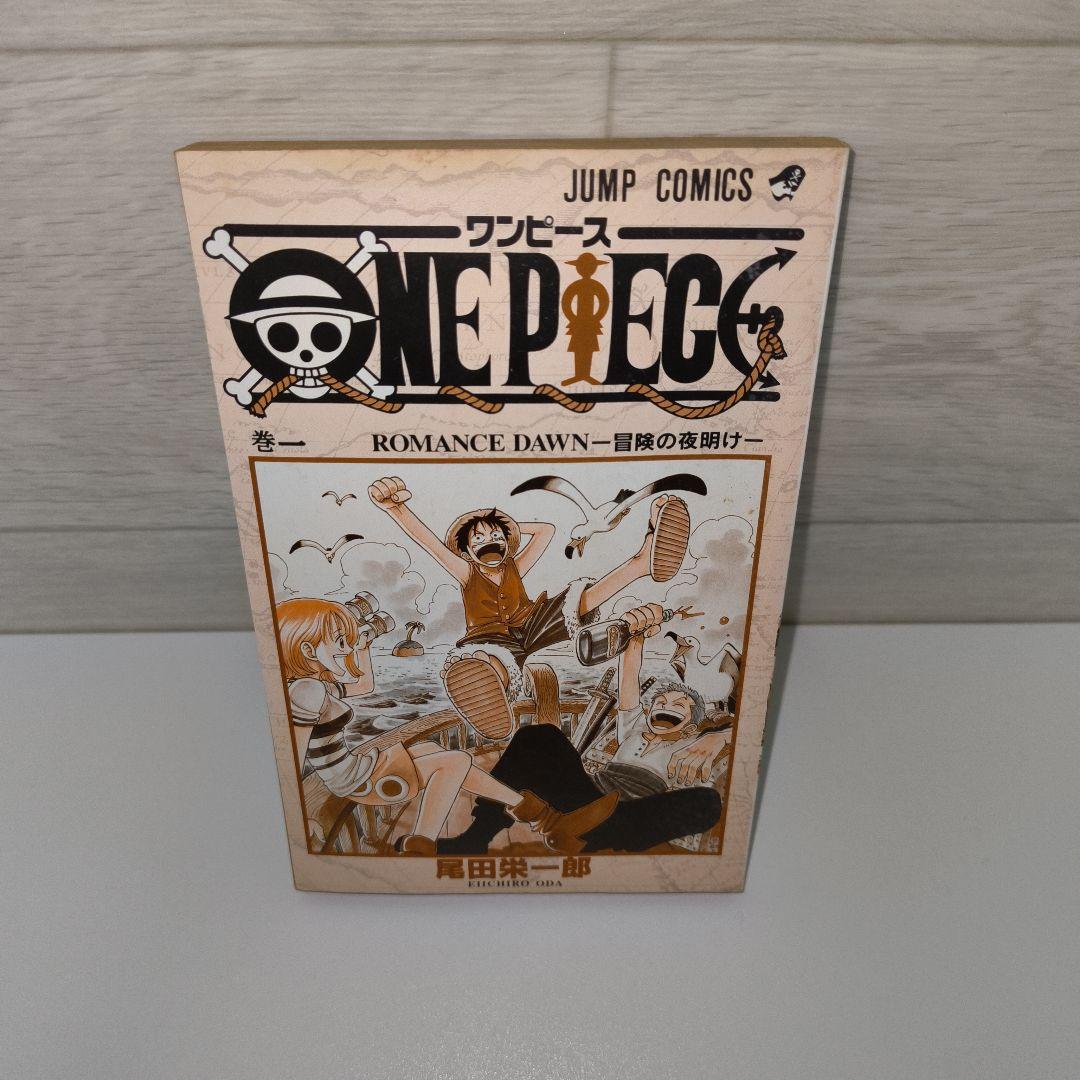 JUMP COMICS
ワンピース
ONE PIECE
巻一 ROMANCE DAWN—冒険の夜明け—
尾田栄一郎
EIICHIRO ODA